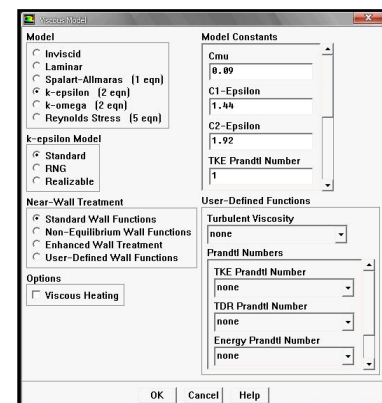 Viscous Model
Model
Inviscid
Laminar
Spalart-Allmaras (1 eqn)
k-epsilon (2 eqn)
k-omega (2 eqn)
Reynolds Stress (5 eqn)
k-epsilon Model
Standard
RNG
Realizable
Near-Wall Treatment
Standard Wall Functions
Non-Equilibrium Wall Functions
Enhanced Wall Treatment
User-Defined Wall Functions
Options
Viscous Heating
Model Constants
Cmu
0.09
C1-Epsilon
1.44
C2-Epsilon
1.92
TKE Prandtl Number
1
User-Defined Functions
Turbulent Viscosity
none
Prandtl Numbers
TKE Prandtl Number
none
TDR Prandtl Number
none
Energy Prandtl Number
none
OK Cancel Help